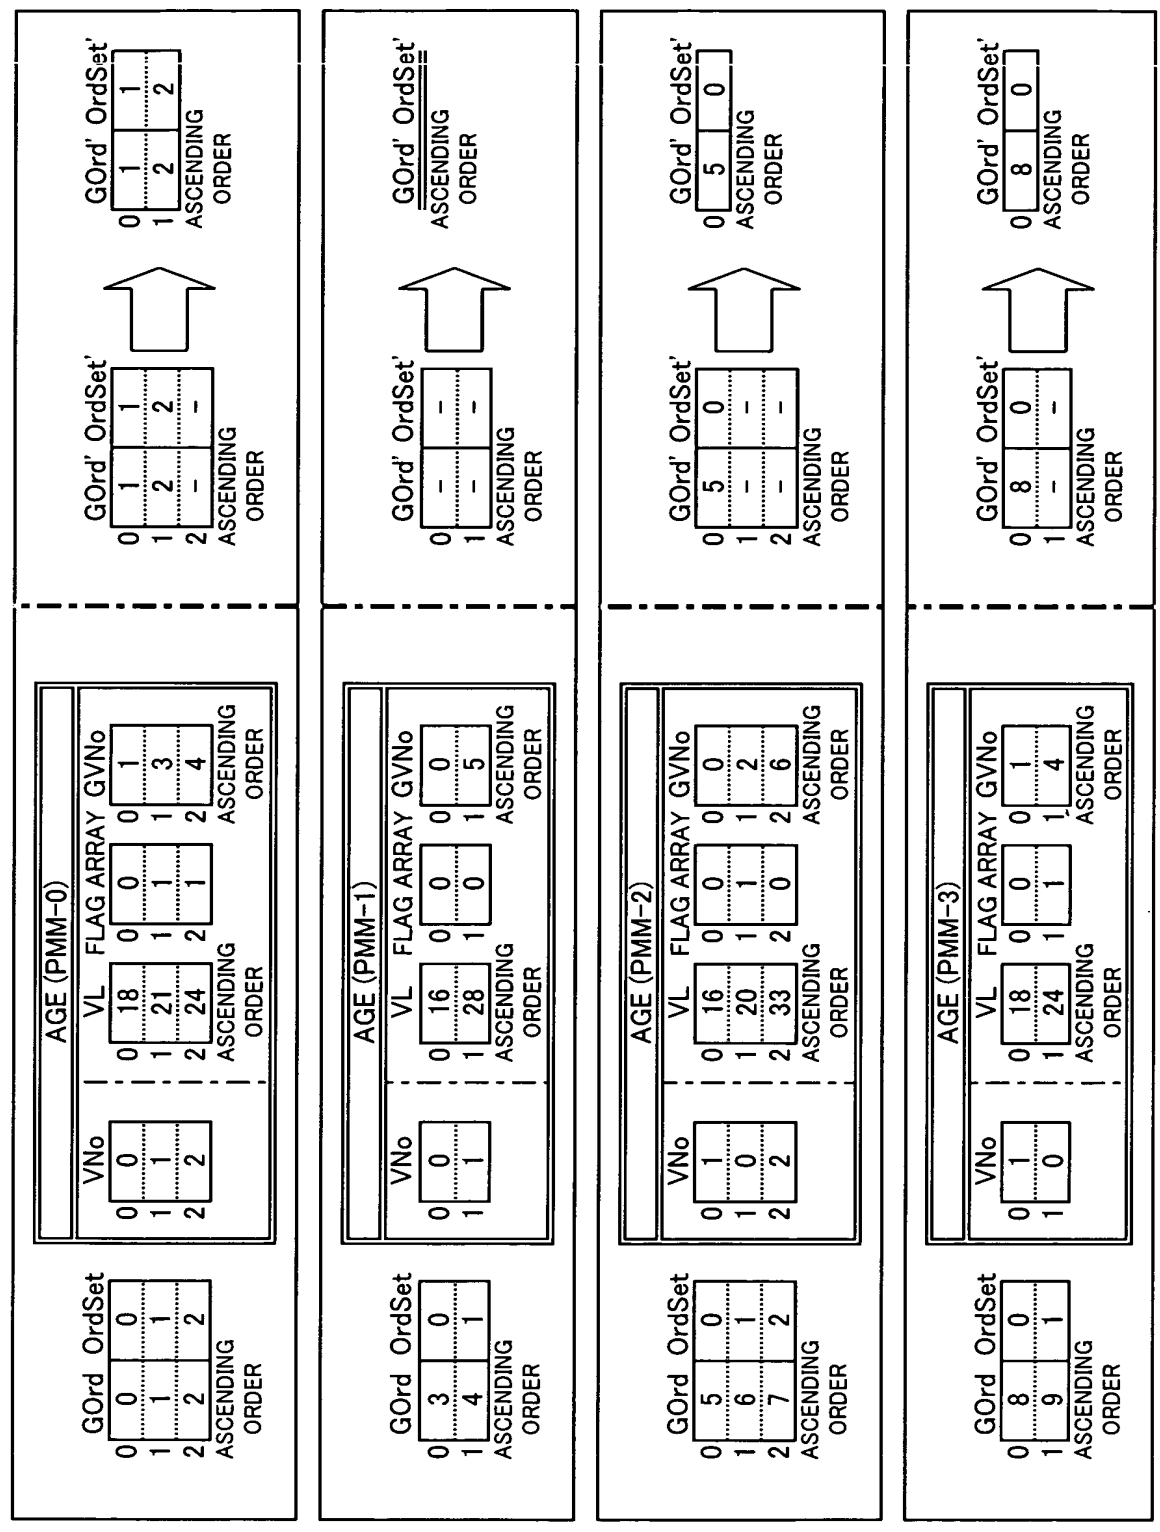 GOrd OrdSet
0 0 0
1 1 1
2 2 2
ASCENDING
ORDER
AGE (PMM-0)
VNo
0 0
1 1
2 2
VL
0 18
1 21
2 24
ASCENDING
ORDER
FLAG ARRAY
0 0
1 1
2 1
GVNo
0 1
1 3
2 4
ASCENDING
ORDER
GOrd' OrdSet'
0 1 1
1 2 2
2 - -
ASCENDING
ORDER
GOrd' OrdSet'
0 1 1
1 2 2
ASCENDING
ORDER
GOrd OrdSet
0 3 0
1 4 1
ASCENDING
ORDER
AGE (PMM-1)
VNo
0 0
1 1
VL
0 16
1 28
ASCENDING
ORDER
FLAG ARRAY
0 0
1 0
GVNo
0 0
1 5
ASCENDING
ORDER
GOrd' OrdSet'
0 - -
1 - -
ASCENDING
ORDER
GOrd' OrdSet'
ASCENDING
ORDER
GOrd OrdSet
0 5 0
1 6 1
2 7 2
ASCENDING
ORDER
AGE (PMM-2)
VNo
0 1
1 0
2 2
VL
0 16
1 20
2 33
ASCENDING
ORDER
FLAG ARRAY
0 0
1 1
2 0
GVNo
0 0
1 2
2 6
ASCENDING
ORDER
GOrd' OrdSet'
0 5 0
1 - -
2 - -
ASCENDING
ORDER
GOrd' OrdSet'
0 5 0
ASCENDING
ORDER
GOrd OrdSet
0 8 0
1 9 1
ASCENDING
ORDER
AGE (PMM-3)
VNo
0 1
1 0
VL
0 18
1 24
ASCENDING
ORDER
FLAG ARRAY
0 0
1 1
GVNo
0 1
1 4
ASCENDING
ORDER
GOrd' OrdSet'
0 8 0
1 - -
ASCENDING
ORDER
GOrd' OrdSet'
0 8 0
ASCENDING
ORDER